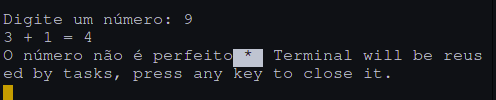 Digite um número: 9
3 + 1 = 4
O número não é perfeito * Terminal will be reus
ed by tasks, press any key to close it.